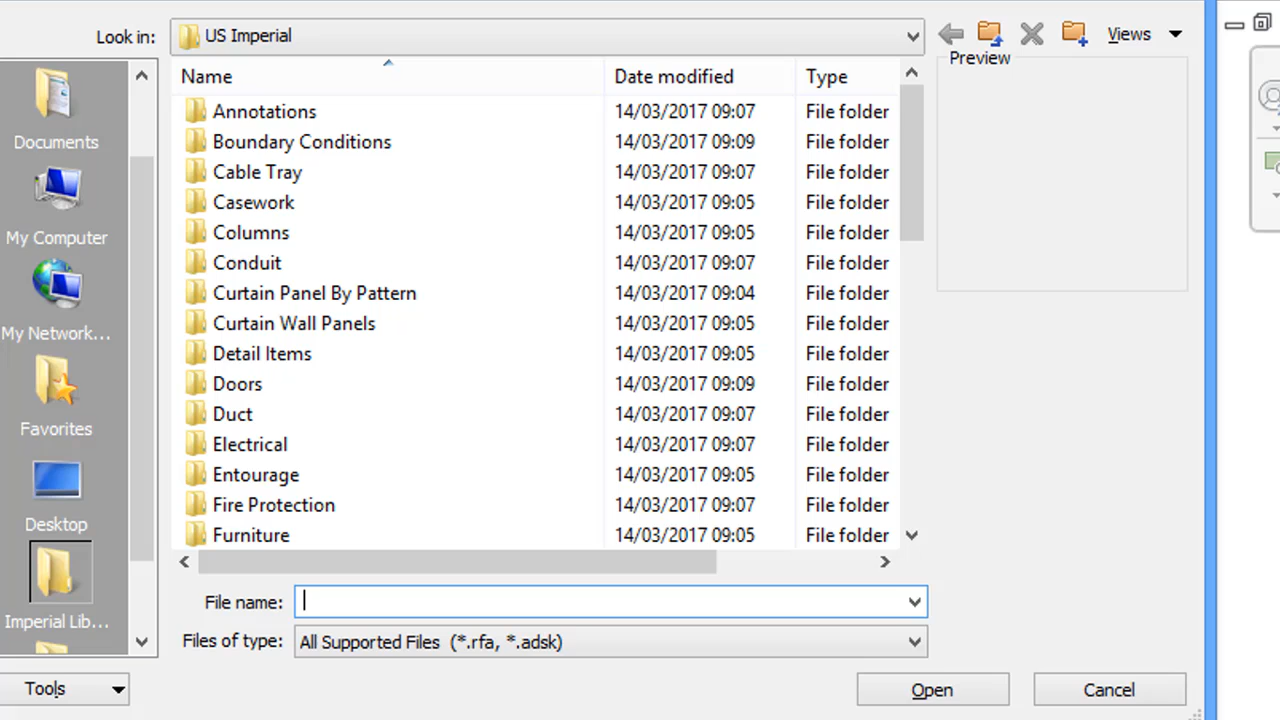 Look in: US Imperial Views
Preview
Name Date modified Type
Annotations 14/03/2017 09:07 File folder
Boundary Conditions 14/03/2017 09:09 File folder
Cable Tray 14/03/2017 09:07 File folder
Casework 14/03/2017 09:05 File folder
Columns 14/03/2017 09:05 File folder
Conduit 14/03/2017 09:07 File folder
Curtain Panel By Pattern 14/03/2017 09:04 File folder
Curtain Wall Panels 14/03/2017 09:05 File folder
Detail Items 14/03/2017 09:05 File folder
Doors 14/03/2017 09:09 File folder
Duct 14/03/2017 09:07 File folder
Electrical 14/03/2017 09:07 File folder
Entourage 14/03/2017 09:05 File folder
Fire Protection 14/03/2017 09:07 File folder
Furniture 14/03/2017 09:05 File folder
Documents
My Computer
My Network...
Favorites
Desktop
Imperial Lib...
File name:
Files of type: All Supported Files (*.rfa, *.adsk)
Tools Open Cancel